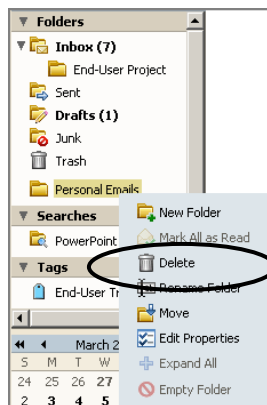 Folders
Inbox (7)
End-User Project
Sent
Drafts (1)
Junk
Trash
Personal Emails
Searches
PowerPoint
Tags
End-User Tr
New Folder
Mark All as Read
Delete
Rename Folder
Move
Edit Properties
Expand All
Empty Folder
March 2
S M T W
24 25 26 27
2 3 4 5